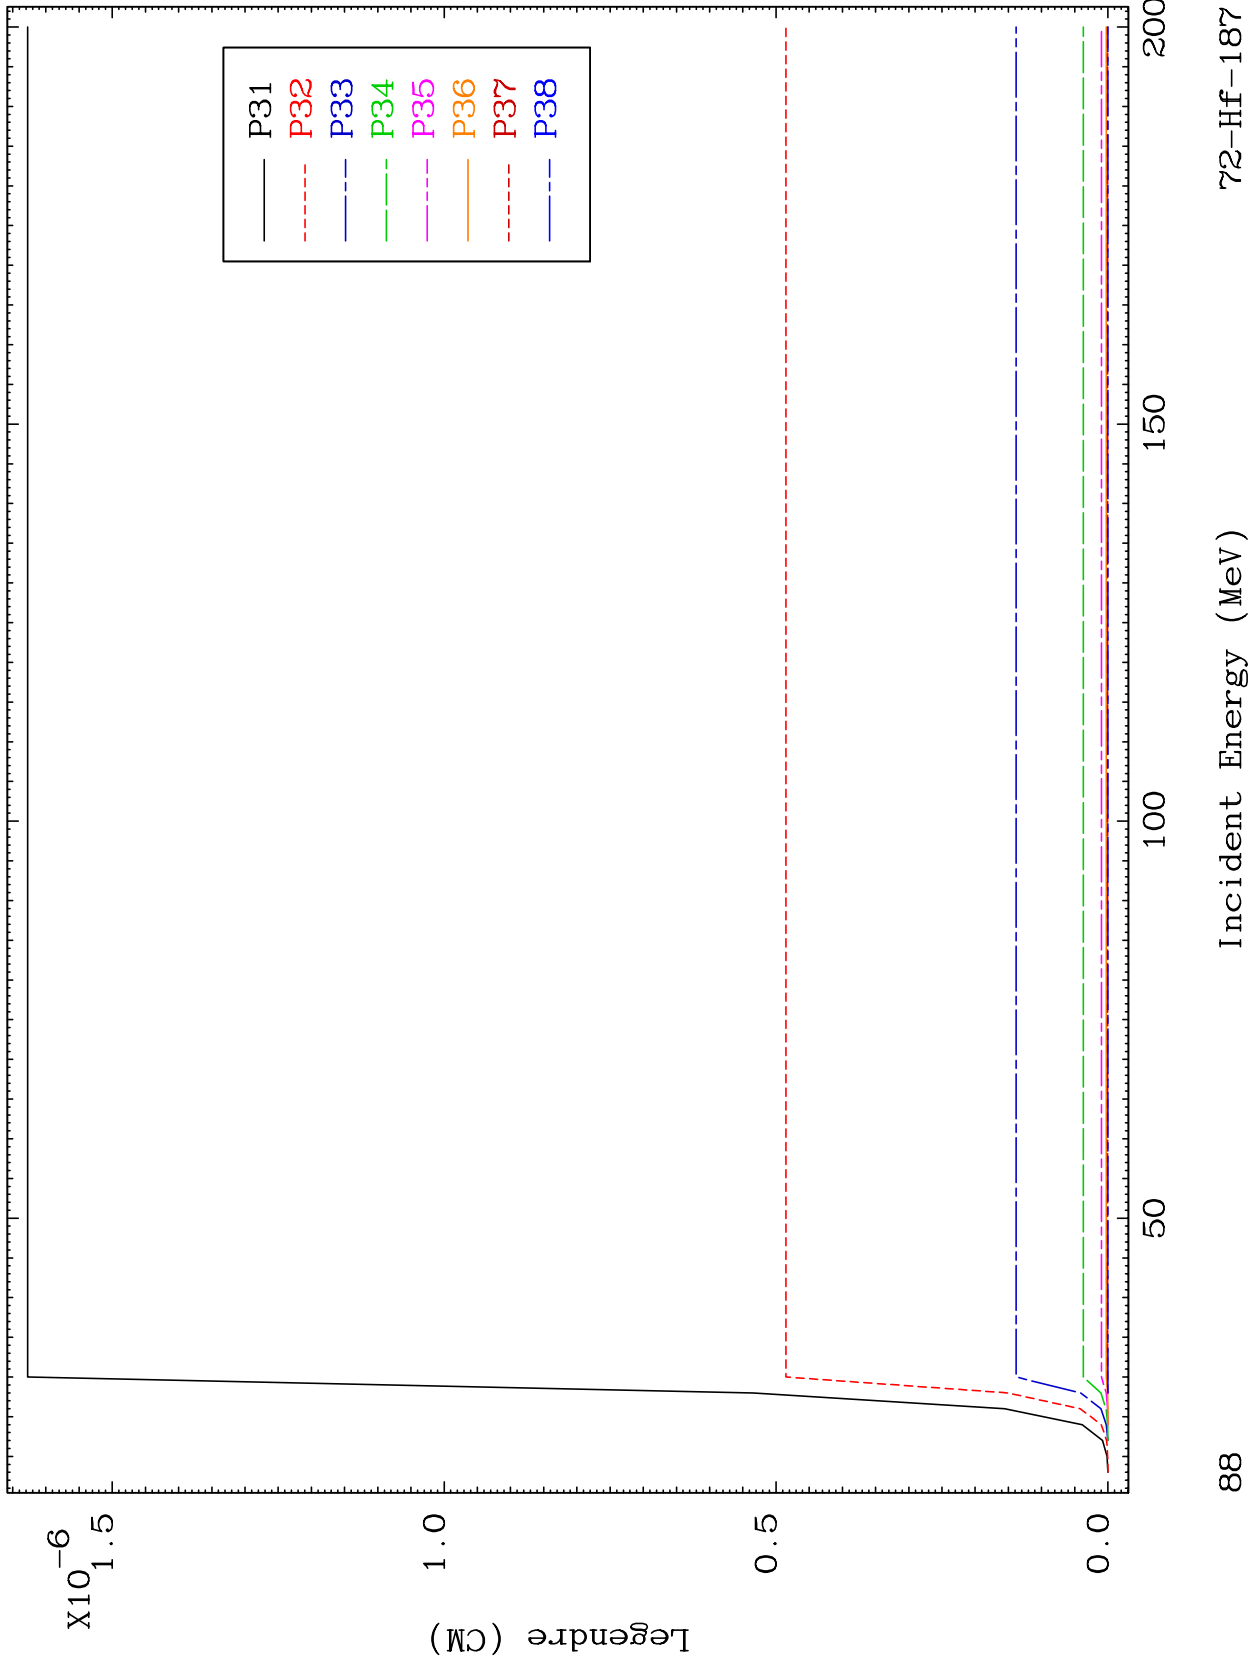 X10-6
1.5
1.0
0.5
0.0
Legendre (CM)
P31
P32
P33
P34
P35
P36
P37
P38
50
100
150
200
88
Incident Energy (MeV)
72-Hf-187